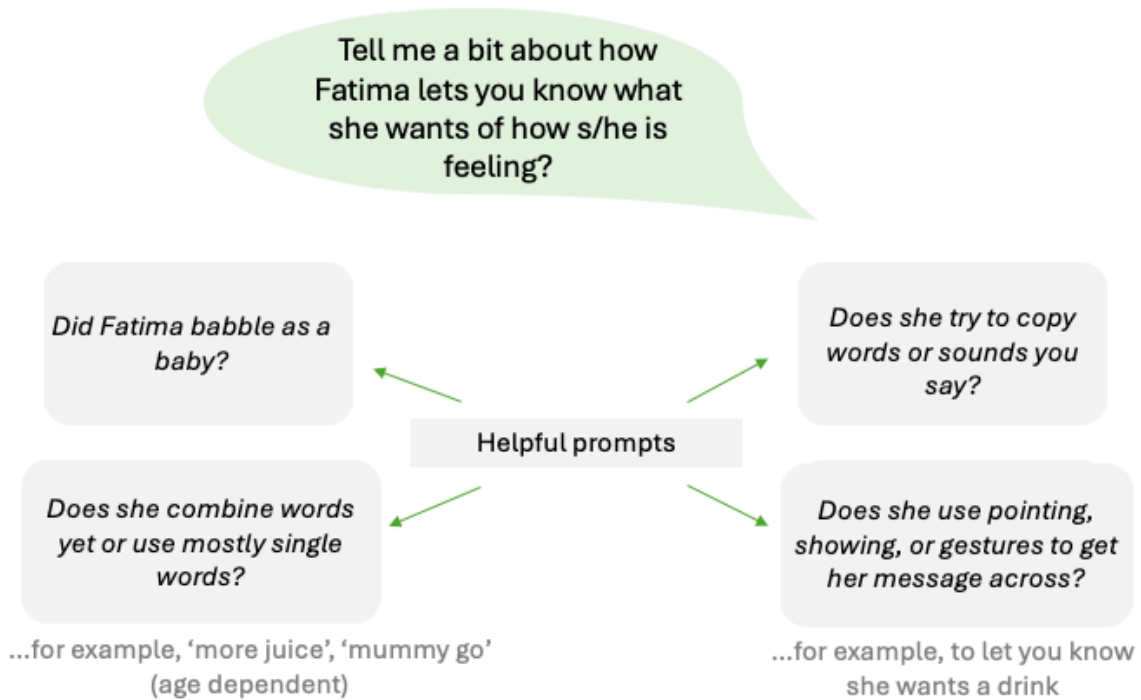 Tell me a bit about how
Fatima lets you know what
she wants of how s/he is
feeling?
Did Fatima babble as a
baby?
Does she try to copy
words or sounds you
say?
Helpful prompts
Does she combine words
yet or use mostly single
words?
...for example, ‘more juice’, ‘mummy go’
(age dependent)
Does she use pointing,
showing, or gestures to get
her message across?
...for example, to let you know
she wants a drink